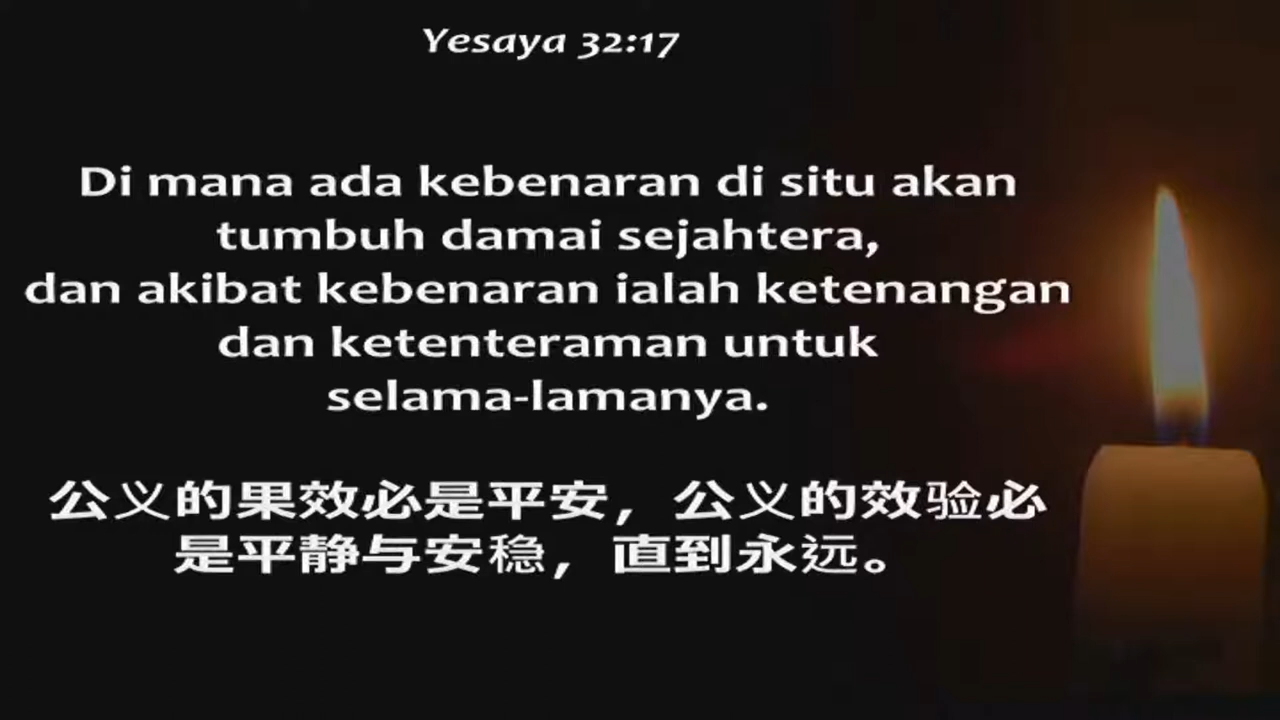 Yesaya 32:17
Di mana ada kebenaran di situ akan
tumbuh damai sejahtera,
dan akibat kebenaran ialah ketenangan
dan ketenteraman untuk
selama-lamanya.
公义的果效必是平安，公义的效验必
是平静与安稳，直到永远。